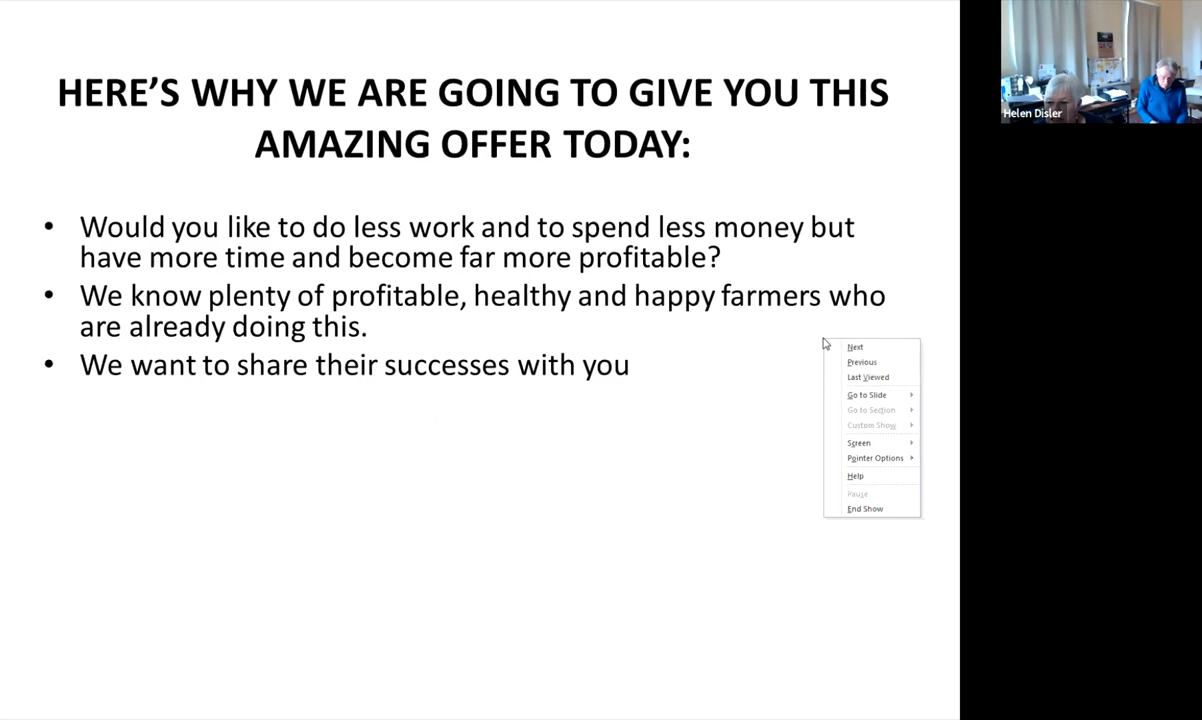 HERE’S WHY WE ARE GOING TO GIVE YOU THIS
AMAZING OFFER TODAY:
• Would you like to do less work and to spend less money but
have more time and become far more profitable?
• We know plenty of profitable, healthy and happy farmers who
are already doing this.
• We want to share their successes with you
Next
Previous
Last Viewed
Go to Slide
Go to Section
Custom Show
Screen
Pointer Options
Help
Pause
End Show
Helen Disler